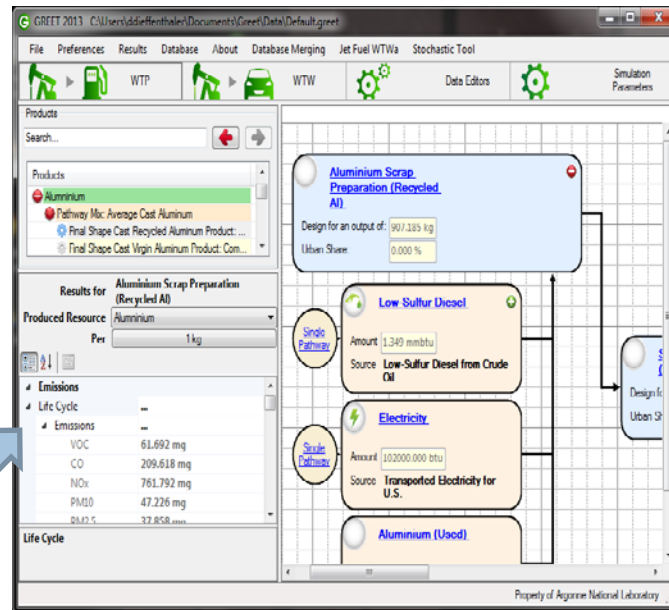 GREET 2013 C:\Users\ddieffenthaler\Documents\Greet\Data\Default.greet
File Preferences Results Database About Database Merging Jet Fuel WTWa Stochastic Tool
WTP WTW Data Editors Simulation
Parameters
Products
Search...
Products
Alumninium
Pathway Mix: Average Cast Aluminum
Final Shape Cast Recycled Aluminum Product: ...
Final Shape Cast Virgin Aluminum Product: Com...
Results for Aluminium Scrap Preparation
(Recycled Al)
Produced Resource Alumninium
Per 1 kg
Emissions
Life Cycle ...
Emissions ...
VOC 61.692 mg
CO 209.618 mg
NOx 761.792 mg
PM10 47.226 mg
PM2.5 37.858 mg
Life Cycle
Aluminium Scrap
Preparation (Recycled
Al)
Design for an output of: 907.185 kg
Urban Share: 0.000 %
Low-Sulfur Diesel
Single
Pathway
Amount 1.349 mmbtu
Source Low-Sulfur Diesel from Crude
Oil
Electricity
Single
Pathway
Amount 102000.000 btu
Source Transported Electricity for
U.S.
Aluminium (Used)
Design fo
Urban Sh
Property of Argonne National Laboratory